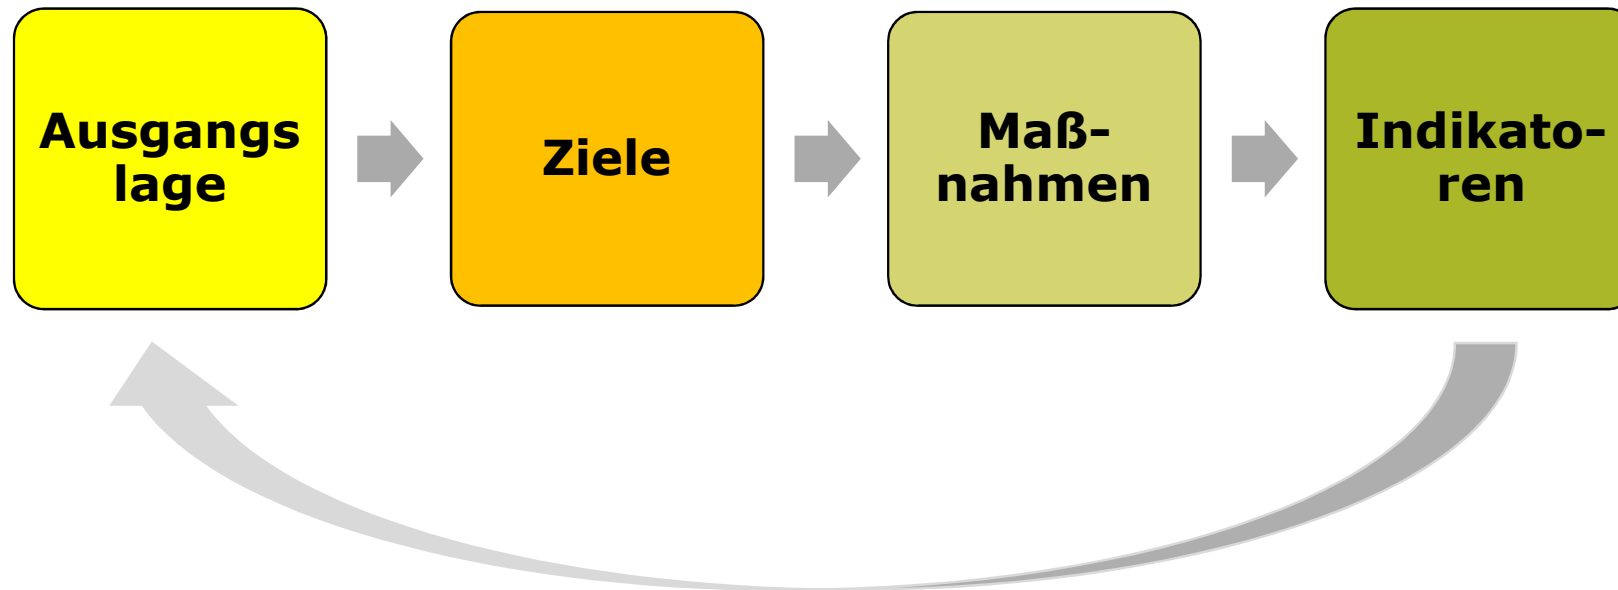 Ausgangs
lage
Ziele
Maß-
nahmen
Indikato-
ren